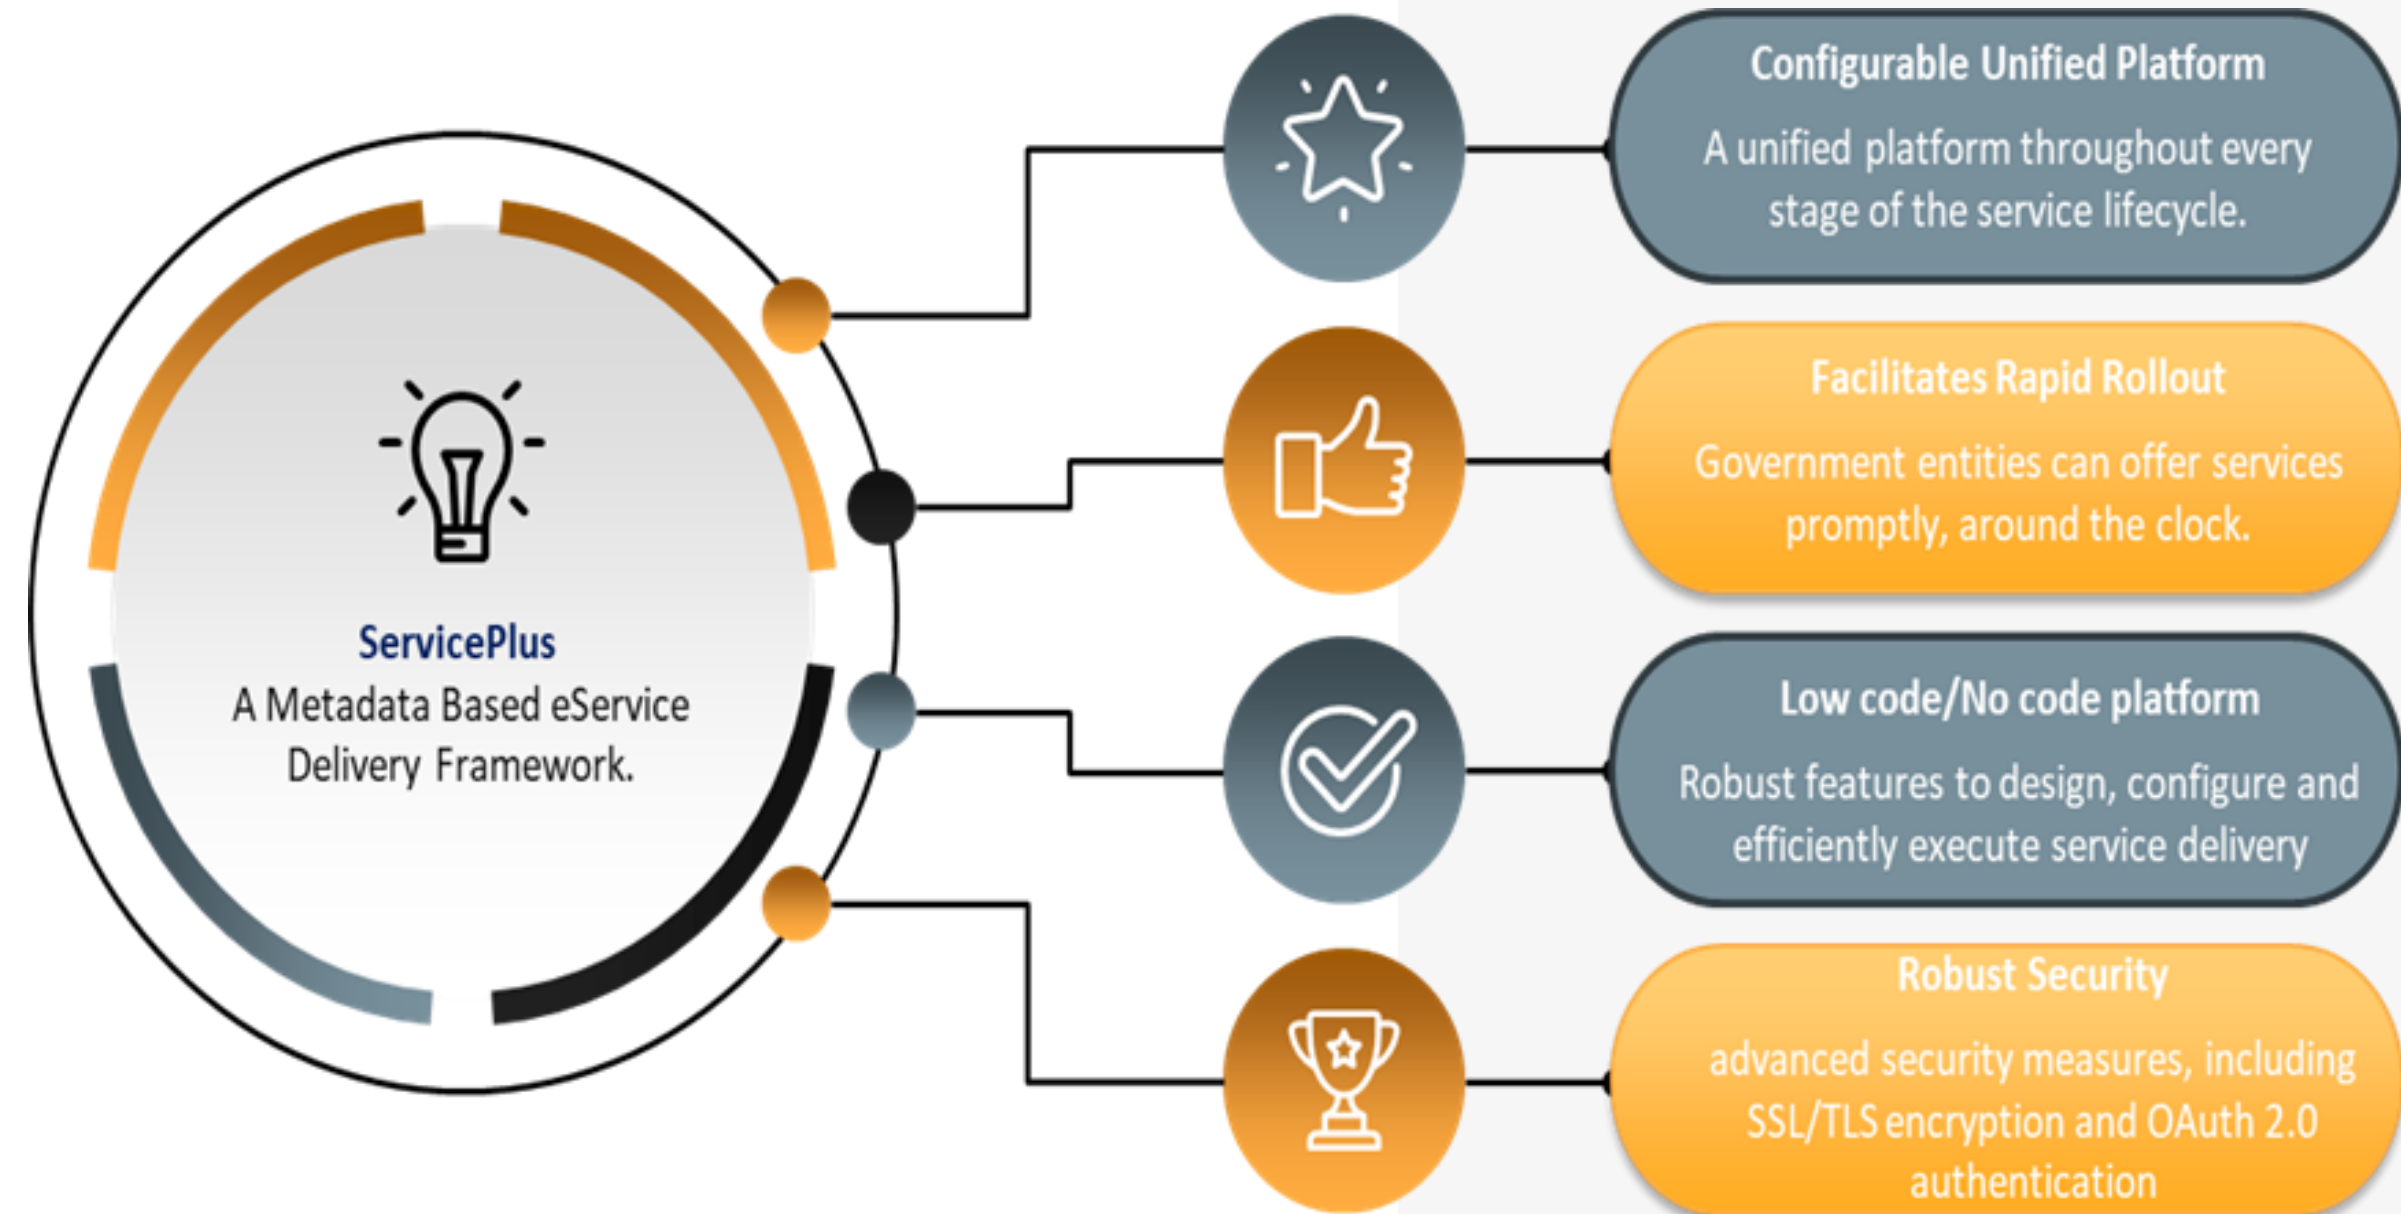 ServicePlus
A Metadata Based eService
Delivery Framework.
Configurable Unified Platform
A unified platform throughout every
stage of the service lifecycle.
Facilitates Rapid Rollout
Government entities can offer services
promptly, around the clock.
Low code/No code platform
Robust features to design, configure and
efficiently execute service delivery
Robust Security
advanced security measures, including
SSL/TLS encryption and OAuth 2.0
authentication